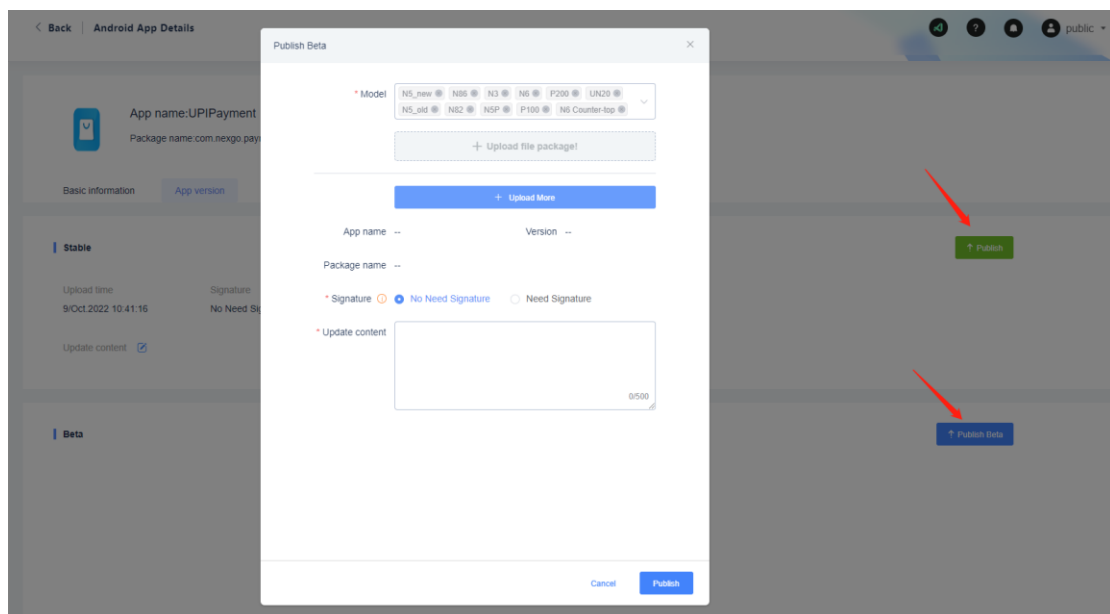 Back | Android App Details
public
Publish Beta
* Model
N5_new N86 N3 N6 P200 UN20
N5_old N82 N5P P100 N6 Counter-top
+ Upload file package!
+ Upload More
App name -- Version --
Package name --
* Signature No Need Signature Need Signature
* Update content
0/500
Cancel Publish
App name:UPIPayment
Package name:com.nexgo.pay
Basic information App version
Stable
↑ Publish
Upload time Signature
9/Oct.2022 10:41:16 No Need Sig
Update content
Beta
↑ Publish Beta